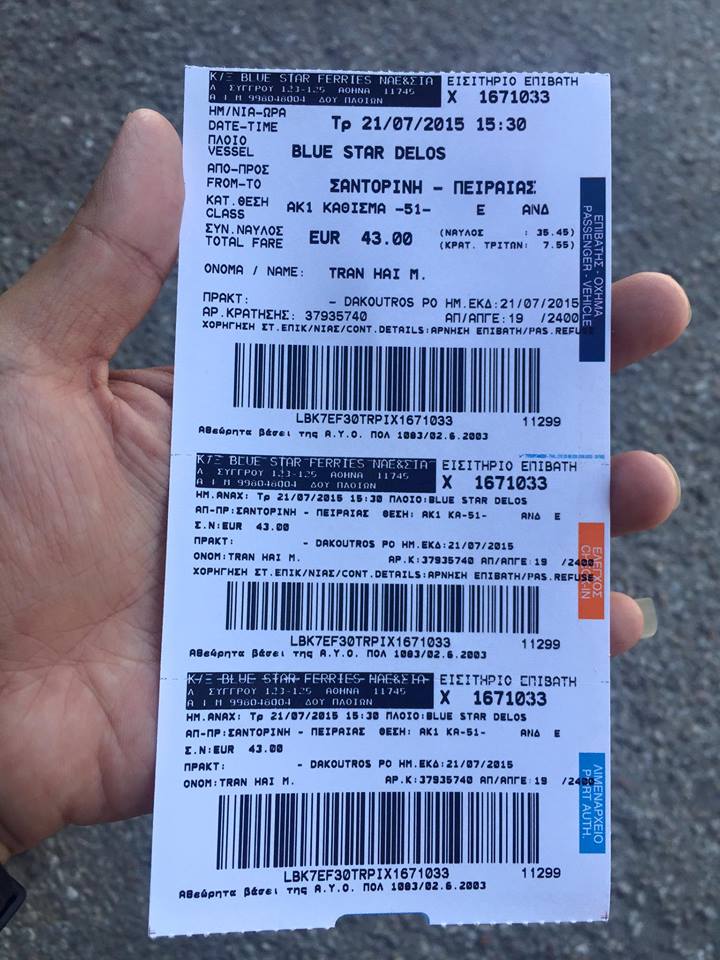 Κ/Ξ BLUE STAR FERRIES NAE&ΣΙΑ
Λ ΣΥΓΓΡΟΥ 123-125 ΑΘΗΝΑ 11745
Α Ι Μ 998048004 ΔΟΥ ΠΛΟΙΩΝ
ΕΙΣΙΤΗΡΙΟ ΕΠΙΒΑΤΗ
X 1671033
ΗΜ/ΝΙΑ-ΩΡΑ
DATE-TIME Τρ 21/07/2015 15:30
ΠΛΟΙΟ
VESSEL BLUE STAR DELOS
ΑΠΟ-ΠΡΟΣ
FROM-TO ΣΑΝΤΟΡΙΝΗ - ΠΕΙΡΑΙΑΣ
ΚΑΤ.ΘΕΣΗ
CLASS ΑΚ1 ΚΑΘΙΣΜΑ -51- Ε ΑΝΔ
ΣΥΝ.ΝΑΥΛΟΣ (ΝΑΥΛΟΣ : 35.45)
TOTAL FARE EUR 43.00 (ΚΡΑΤ. ΤΡΙΤΩΝ: 7.55)
ΟΝΟΜΑ / NAME: TRAN HAI M.
ΠΡΑΚΤ: - DAKOUTROS PO ΗΜ.ΕΚΔ:21/07/2015
ΑΡ.ΚΡΑΤΗΣΗΣ: 37935740 ΑΠ/ΑΠΓΕ:19 /2400
ΧΟΡΗΓΗΣΗ ΣΤ.ΕΠΙΚ/ΝΙΑΣ/CONT.DETAILS:ΑΡΝΗΣΗ ΕΠΙΒΑΤΗ/PAS.REFUSE
ΕΠΙΒΑΤΗΣ - ΟΧΗΜΑ
PASSENGER - VEHICLE
LBK7EF30TRPIX1671033 11299
Αθεώρητα βάσει της Α.Υ.Ο. ΠΟΛ 1083/02.6.2003
Κ/Ξ BLUE STAR FERRIES NAE&ΣΙΑ
Λ ΣΥΓΓΡΟΥ 123-125 ΑΘΗΝΑ 11745
Α Ι Μ 998048004 ΔΟΥ ΠΛΟΙΩΝ
ΕΙΣΙΤΗΡΙΟ ΕΠΙΒΑΤΗ
X 1671033
ΗΜ.ΑΝΑΧ: Τρ 21/07/2015 15:30 ΠΛΟΙΟ:BLUE STAR DELOS
ΑΠ-ΠΡ:ΣΑΝΤΟΡΙΝΗ - ΠΕΙΡΑΙΑΣ ΘΕΣΗ: ΑΚ1 ΚΑ-51- ΑΝΔ Ε
Σ.Ν:EUR 43.00
ΠΡΑΚΤ: - DAKOUTROS PO ΗΜ.ΕΚΔ:21/07/2015
ΟΝΟΜ:TRAN HAI M. ΑΡ.Κ:37935740 ΑΠ/ΑΠΓΕ:19 /2400
ΧΟΡΗΓΗΣΗ ΣΤ.ΕΠΙΚ/ΝΙΑΣ/CONT.DETAILS:ΑΡΝΗΣΗ ΕΠΙΒΑΤΗ/PAS.REFUSE
ΕΛΕΓΧΟΣ
CHECK-IN
LBK7EF30TRPIX1671033 11299
Αθεώρητα βάσει της Α.Υ.Ο. ΠΟΛ 1083/02.6.2003
Κ/Ξ BLUE STAR FERRIES NAE&ΣΙΑ
Λ ΣΥΓΓΡΟΥ 123-125 ΑΘΗΝΑ 11745
Α Ι Μ 998048004 ΔΟΥ ΠΛΟΙΩΝ
ΕΙΣΙΤΗΡΙΟ ΕΠΙΒΑΤΗ
X 1671033
ΗΜ.ΑΝΑΧ: Τρ 21/07/2015 15:30 ΠΛΟΙΟ:BLUE STAR DELOS
ΑΠ-ΠΡ:ΣΑΝΤΟΡΙΝΗ - ΠΕΙΡΑΙΑΣ ΘΕΣΗ: ΑΚ1 ΚΑ-51- ΑΝΔ Ε
Σ.Ν:EUR 43.00
ΠΡΑΚΤ: - DAKOUTROS PO ΗΜ.ΕΚΔ:21/07/2015
ΟΝΟΜ:TRAN HAI M. ΑΡ.Κ:37935740 ΑΠ/ΑΠΓΕ:19 /2400
ΛΙΜΕΝΑΡΧΕΙΟ
PORT AUTH.
LBK7EF30TRPIX1671033 11299
Αθεώρητα βάσει της Α.Υ.Ο. ΠΟΛ 1083/02.6.2003